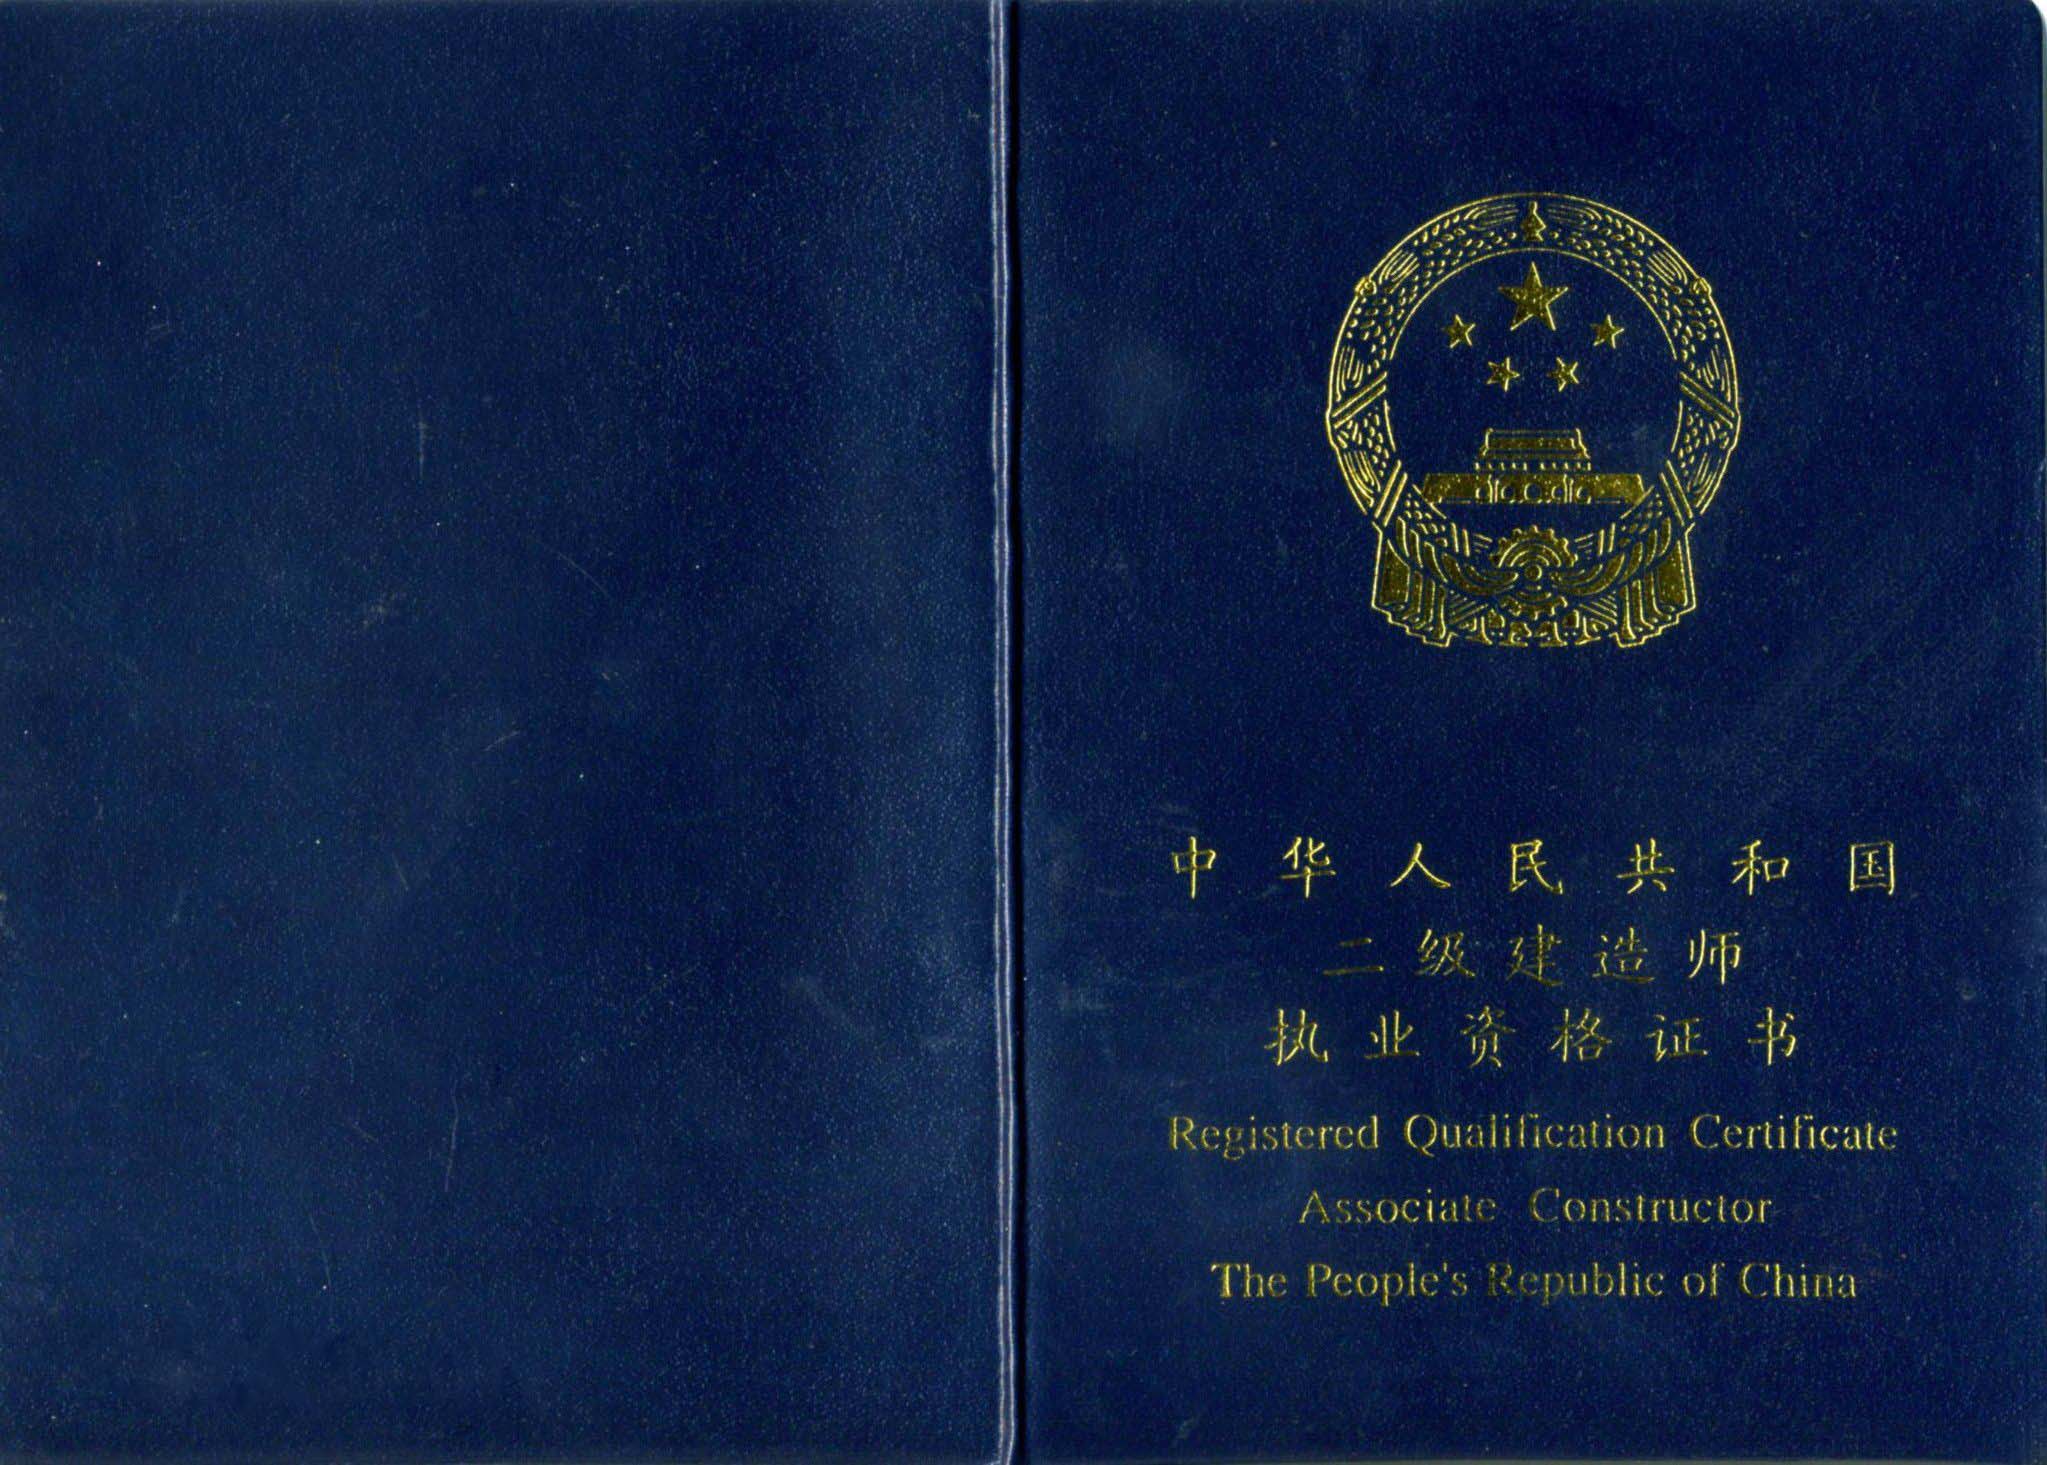 中华人民共和国
二级建造师
执业资格证书
Registered Qualification Certificate
Associate Constructor
The People's Republic of China